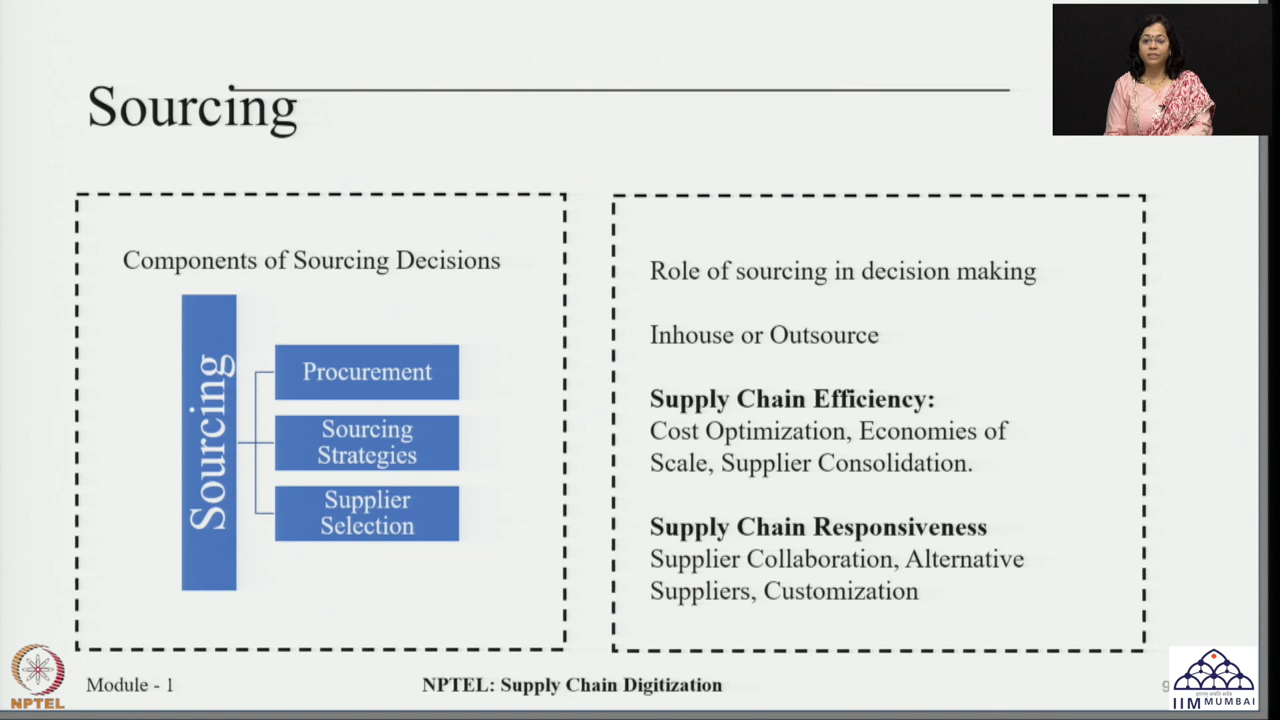 Sourcing
Components of Sourcing Decisions
Sourcing
Procurement
Sourcing
Strategies
Supplier
Selection
Role of sourcing in decision making
Inhouse or Outsource
Supply Chain Efficiency:
Cost Optimization, Economies of
Scale, Supplier Consolidation.
Supply Chain Responsiveness
Supplier Collaboration, Alternative
Suppliers, Customization
NPTEL
Module - 1
NPTEL: Supply Chain Digitization
9
IIM MUMBAI